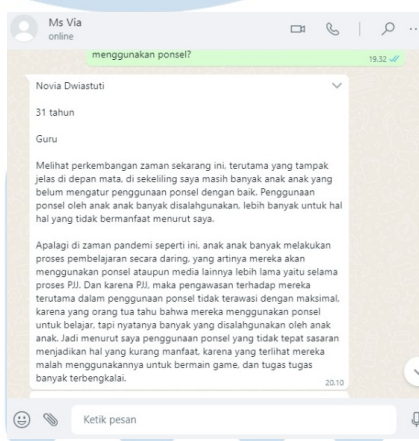 Ms Via
online
menggunakan ponsel?
19.32
Novia Dwiastuti
31 tahun
Guru
Melihat perkembangan zaman sekarang ini, terutama yang tampak
jelas di depan mata, di sekeliling saya masih banyak anak anak yang
belum mengatur penggunaan ponsel dengan baik. Penggunaan
ponsel oleh anak anak banyak disalahgunakan, lebih banyak untuk hal
hal yang tidak bermanfaat menurut saya.
Apalagi di zaman pandemi seperti ini, anak anak banyak melakukan
proses pembelajaran secara daring, yang artinya mereka akan
menggunakan ponsel ataupun media lainnya lebih lama yaitu selama
proses PJJ. Dan karena PJJ, maka pengawasan terhadap mereka
terutama dalam penggunaan ponsel tidak terawasi dengan maksimal,
karena yang orang tua tahu bahwa mereka menggunakan ponsel
untuk belajar, tapi nyatanya banyak yang disalahgunakan oleh anak
anak. Jadi menurut saya penggunaan ponsel yang tidak tepat sasaran
menjadikan hal yang kurang manfaat, karena yang terlihat mereka
malah menggunakannya untuk bermain game, dan tugas tugas
banyak terbengkalai.
20.10
Ketik pesan